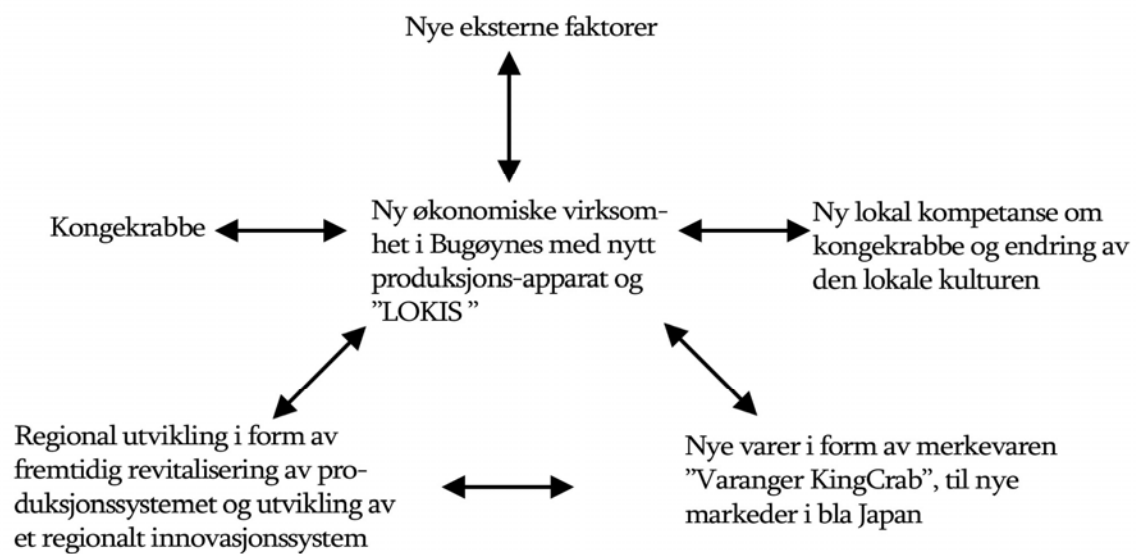 Nye eksterne faktorer
Kongekrabbe
Ny økonomiske virksom-
het i Bugøynes med nytt
produksjons-apparat og
”LOKIS ”
Ny lokal kompetanse om
kongekrabbe og endring av
den lokale kulturen
Regional utvikling i form av
fremtidig revitalisering av pro-
duksjonssystemet og utvikling av
et regionalt innovasjonssystem
Nye varer i form av merkevaren
”Varanger KingCrab”, til nye
markeder i bla Japan